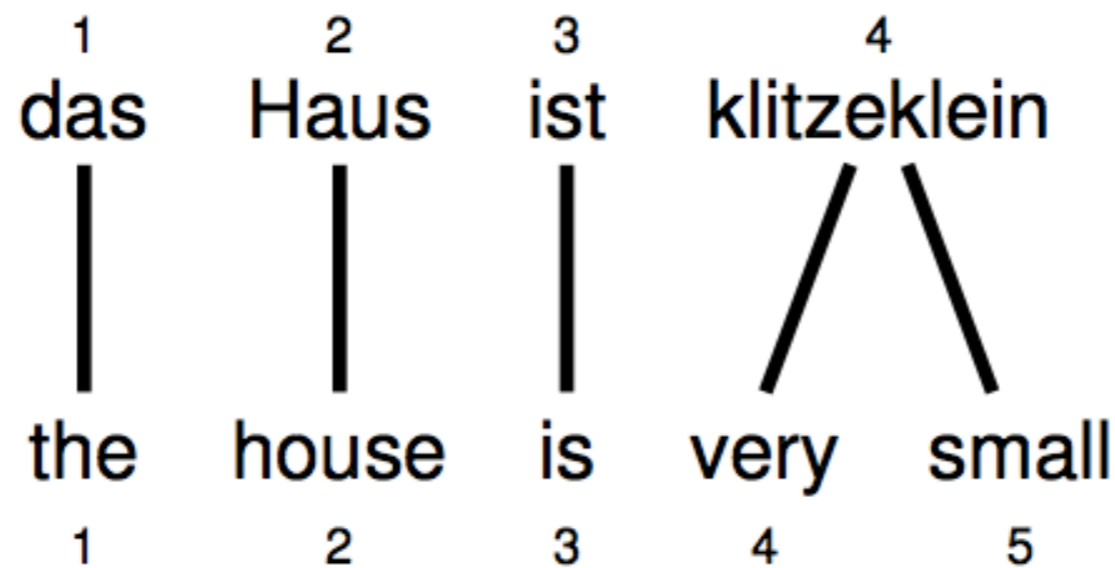 1 2 3 4
das Haus ist klitzeklein
the house is very small
1 2 3 4 5